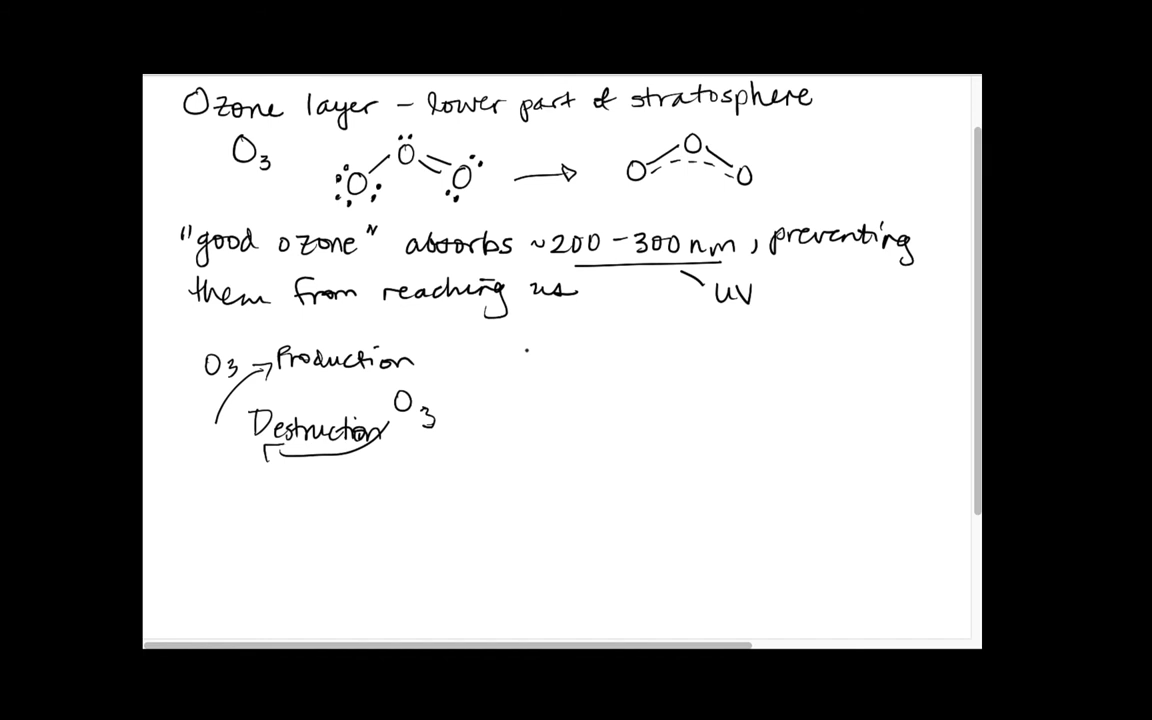 Ozone layer – lower part of stratosphere
O3 O O O → O O O
"good ozone" absorbs ~200–300 nm, preventing
them from reaching us UV
O3 → Production
Destruction O3